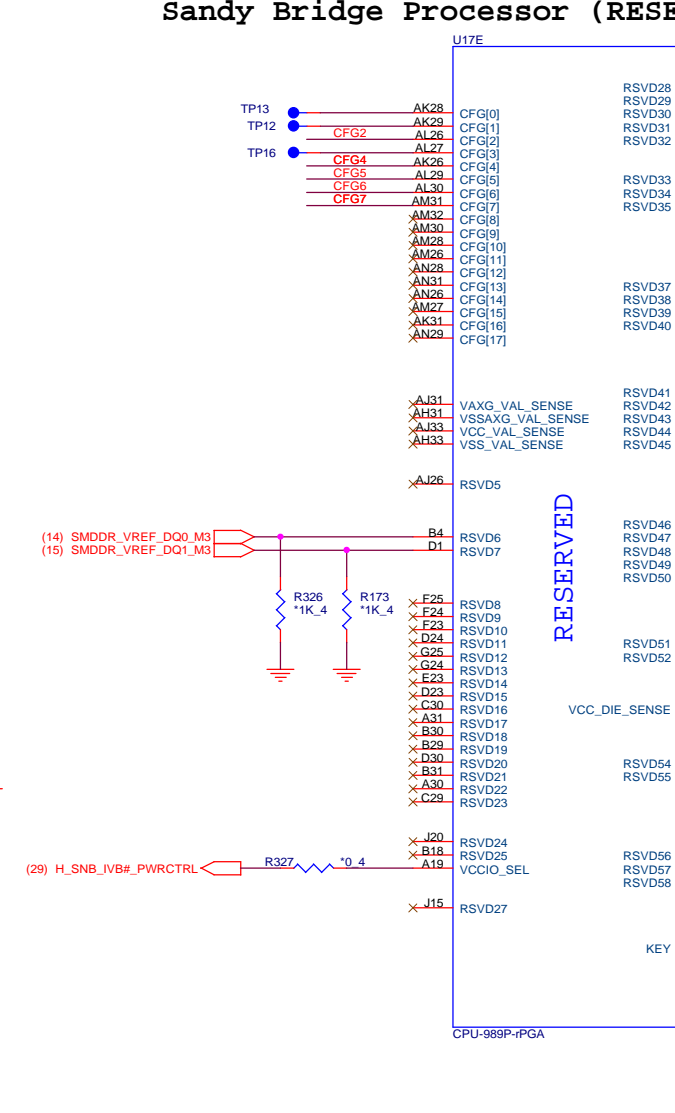 Sandy Bridge Processor (RESE
U17E
TP13
TP12
TP16
CFG2
CFG4
CFG5
CFG6
CFG7
AK28 CFG[0]
AK29 CFG[1]
AL26 CFG[2]
AL27 CFG[3]
AK26 CFG[4]
AL29 CFG[5]
AL30 CFG[6]
AM31 CFG[7]
AM32 CFG[8]
AM30 CFG[9]
AM28 CFG[10]
AM26 CFG[11]
AN28 CFG[12]
AN31 CFG[13]
AN26 CFG[14]
AM27 CFG[15]
AK31 CFG[16]
AN29 CFG[17]
AJ31 VAXG_VAL_SENSE
AH31 VSSAXG_VAL_SENSE
AJ33 VCC_VAL_SENSE
AH33 VSS_VAL_SENSE
AJ26 RSVD5
(14) SMDDR_VREF_DQ0_M3 B4 RSVD6
(15) SMDDR_VREF_DQ1_M3 D1 RSVD7
R326
*1K_4
R173
*1K_4
F25 RSVD8
F24 RSVD9
F23 RSVD10
D24 RSVD11
G25 RSVD12
G24 RSVD13
E23 RSVD14
D23 RSVD15
C30 RSVD16
A31 RSVD17
B30 RSVD18
B29 RSVD19
D30 RSVD20
B31 RSVD21
A30 RSVD22
C29 RSVD23
J20 RSVD24
B18 RSVD25
(29) H_SNB_IVB#_PWRCTRL R327 *0_4 A19 VCCIO_SEL
J15 RSVD27
RESERVED
RSVD28
RSVD29
RSVD30
RSVD31
RSVD32
RSVD33
RSVD34
RSVD35
RSVD37
RSVD38
RSVD39
RSVD40
RSVD41
RSVD42
RSVD43
RSVD44
RSVD45
RSVD46
RSVD47
RSVD48
RSVD49
RSVD50
RSVD51
RSVD52
VCC_DIE_SENSE
RSVD54
RSVD55
RSVD56
RSVD57
RSVD58
KEY
CPU-989P-rPGA